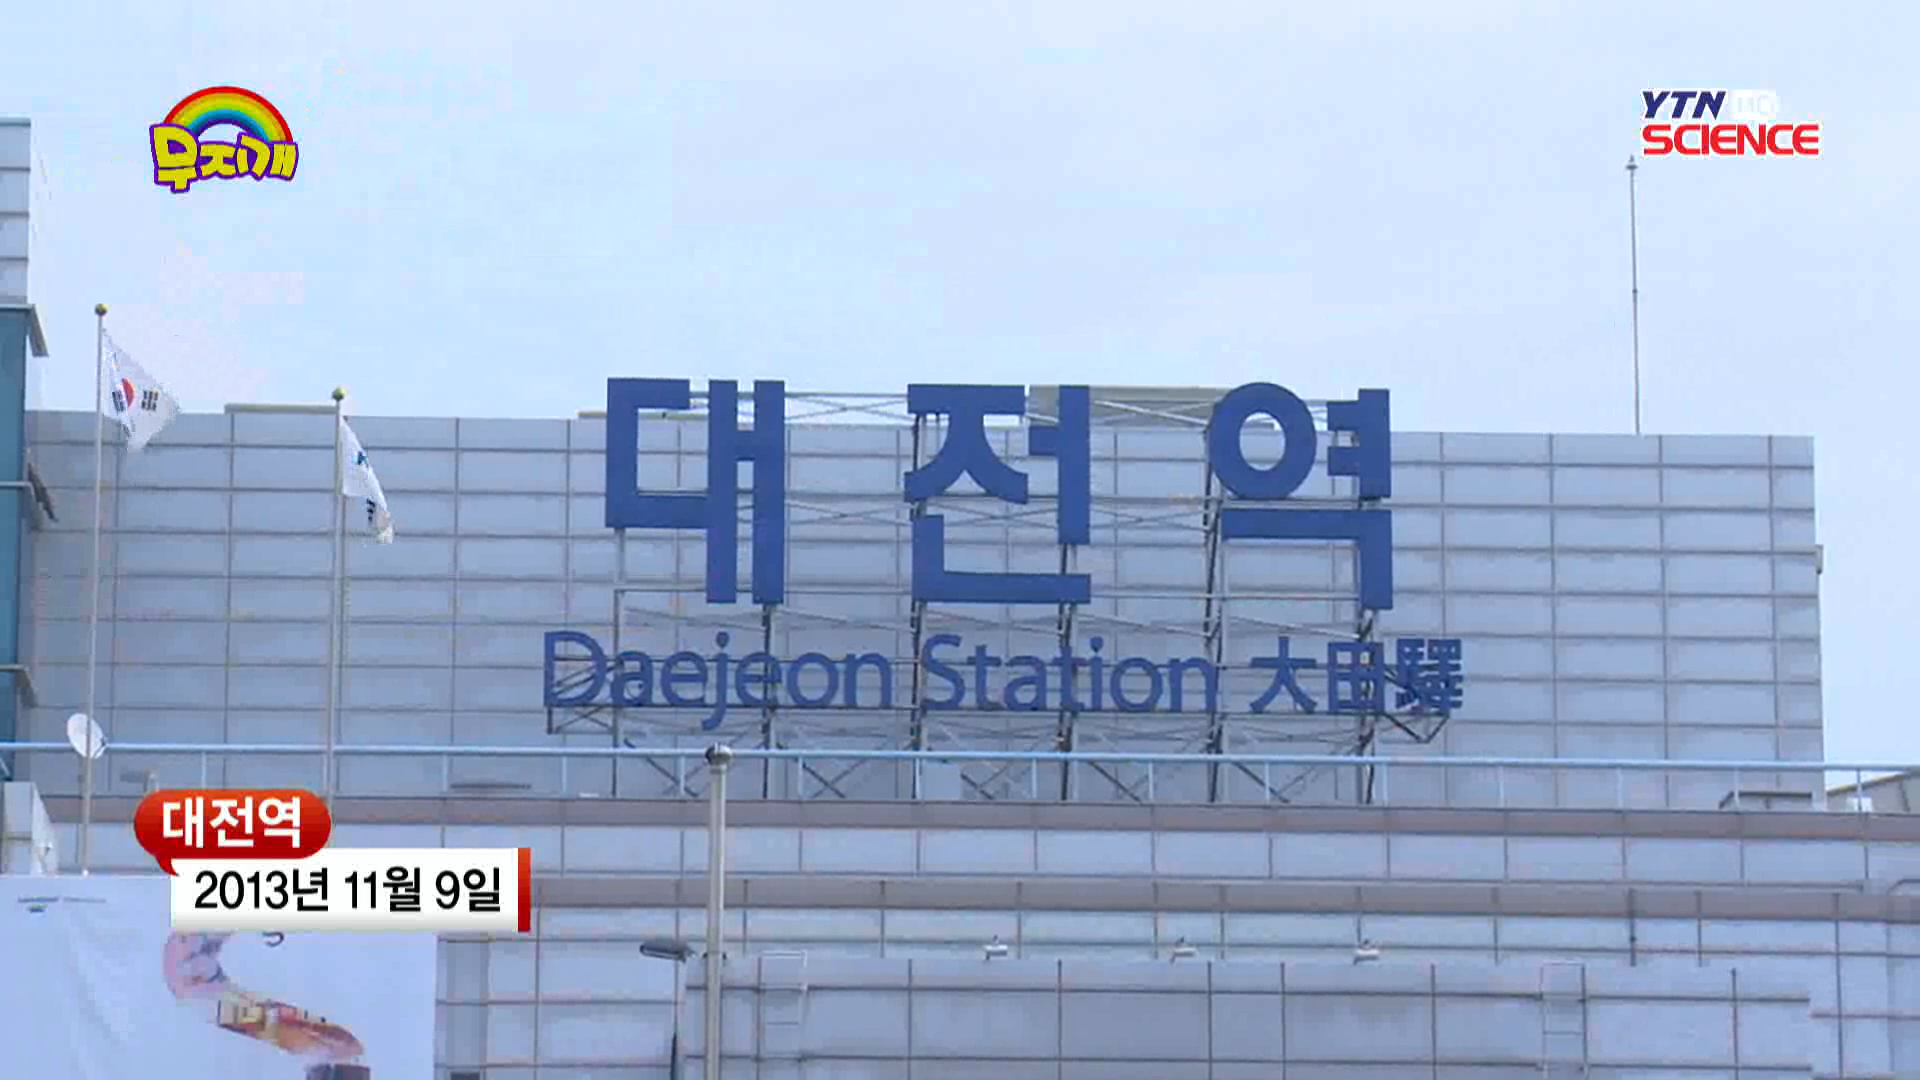 무지개
YTN HD
SCIENCE
대전역
Daejeon Station 大田驛
대전역
2013년 11월 9일